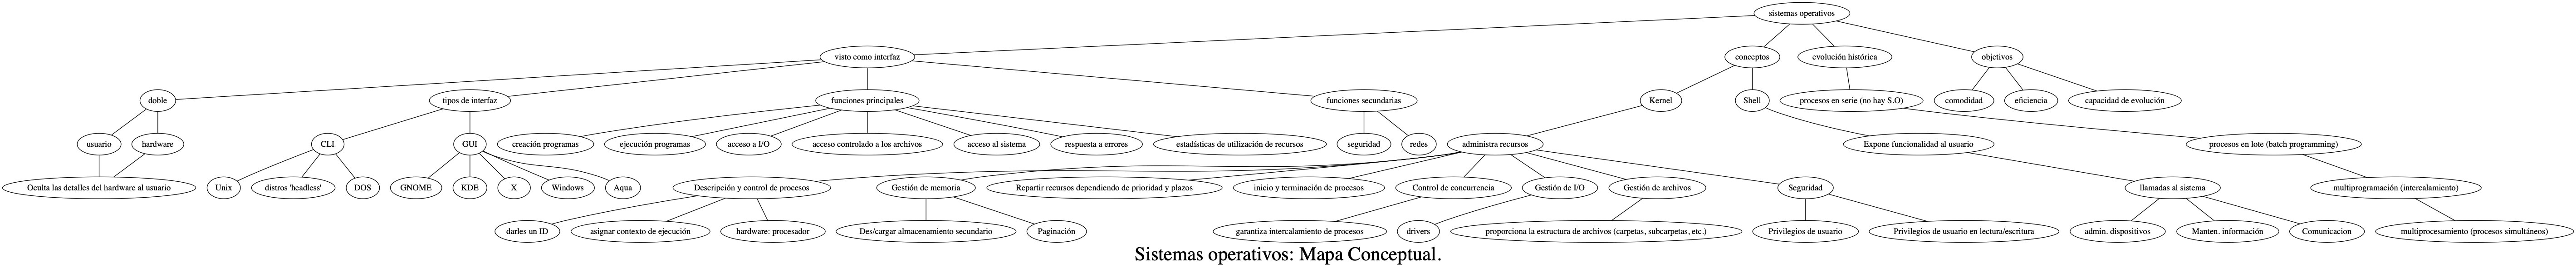 sistemas operativos
visto como interfaz
conceptos
evolución histórica
objetivos
doble
tipos de interfaz
funciones principales
funciones secundarias
Kernel
Shell
procesos en serie (no hay S.O)
comodidad
eficiencia
capacidad de evolución
usuario
hardware
CLI
GUI
creación programas
ejecución programas
acceso a I/O
acceso controlado a los archivos
acceso al sistema
respuesta a errores
estadísticas de utilización de recursos
seguridad
redes
administra recursos
Expone funcionalidad al usuario
procesos en lote (batch programming)
Oculta las detalles del hardware al usuario
Unix
distros 'headless'
DOS
GNOME
KDE
X
Windows
Aqua
Descripción y control de procesos
Gestión de memoria
Repartir recursos dependiendo de prioridad y plazos
inicio y terminación de procesos
Control de concurrencia
Gestión de I/O
Gestión de archivos
Seguridad
llamadas al sistema
multiprogramación (intercalamiento)
darles un ID
asignar contexto de ejecución
hardware: procesador
Des/cargar almacenamiento secundario
Paginación
garantiza intercalamiento de procesos
drivers
proporciona la estructura de archivos (carpetas, subcarpetas, etc.)
Privilegios de usuario
Privilegios de usuario en lectura/escritura
admin. dispositivos
Manten. información
Comunicacion
multiprocesamiento (procesos simultáneos)
Sistemas operativos: Mapa Conceptual.